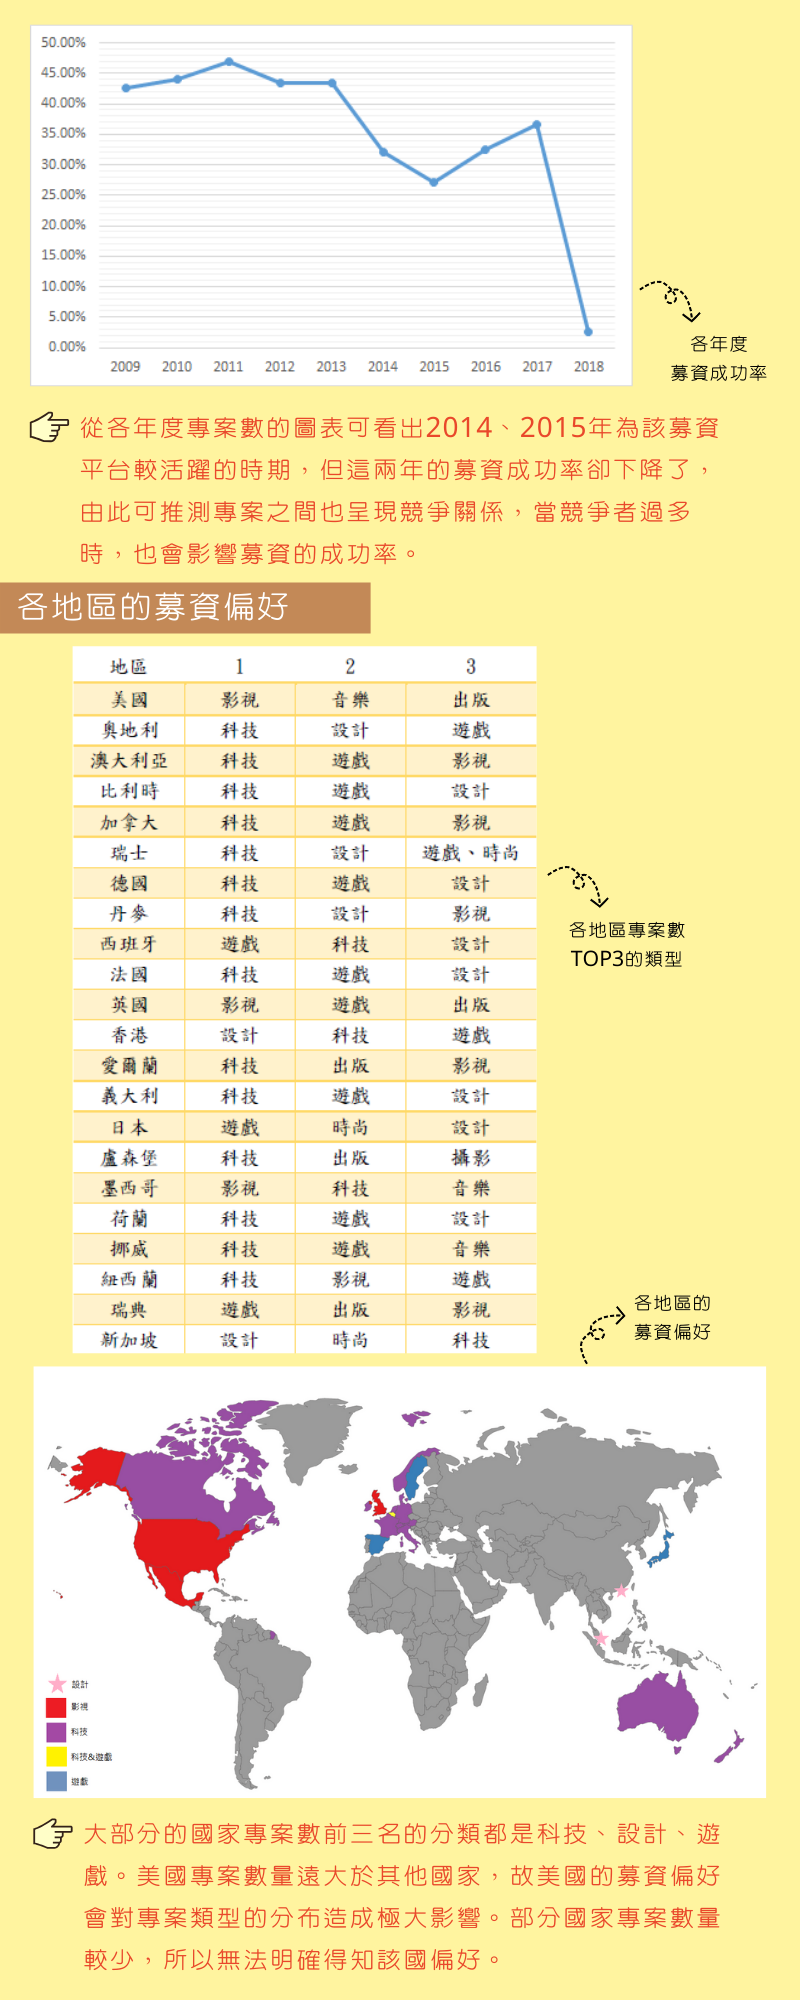 50.00%
45.00%
40.00%
35.00%
30.00%
25.00%
20.00%
15.00%
10.00%
5.00%
0.00%
2009 2010 2011 2012 2013 2014 2015 2016 2017 2018
各年度
募資成功率
從各年度專案數的圖表可看出2014、2015年為該募資
平台較活躍的時期，但這兩年的募資成功率卻下降了，
由此可推測專案之間也呈現競爭關係，當競爭者過多
時，也會影響募資的成功率。
各地區的募資偏好
地區 1 2 3
美國 影視 音樂 出版
奧地利 科技 設計 遊戲
澳大利亞 科技 遊戲 影視
比利時 科技 遊戲 設計
加拿大 科技 遊戲 影視
瑞士 科技 設計 遊戲、時尚
德國 科技 遊戲 設計
丹麥 科技 設計 影視
西班牙 遊戲 科技 設計
法國 科技 遊戲 設計
英國 影視 遊戲 出版
香港 設計 科技 遊戲
愛爾蘭 科技 出版 影視
義大利 科技 遊戲 設計
日本 遊戲 時尚 設計
盧森堡 科技 出版 攝影
墨西哥 影視 科技 音樂
荷蘭 科技 遊戲 設計
挪威 科技 遊戲 音樂
紐西蘭 科技 影視 遊戲
瑞典 遊戲 出版 影視
新加坡 設計 時尚 科技
各地區專案數
TOP3的類型
各地區的
募資偏好
設計
影視
科技
科技&遊戲
遊戲
大部分的國家專案數前三名的分類都是科技、設計、遊
戲。美國專案數量遠大於其他國家，故美國的募資偏好
會對專案類型的分布造成極大影響。部分國家專案數量
較少，所以無法明確得知該國偏好。